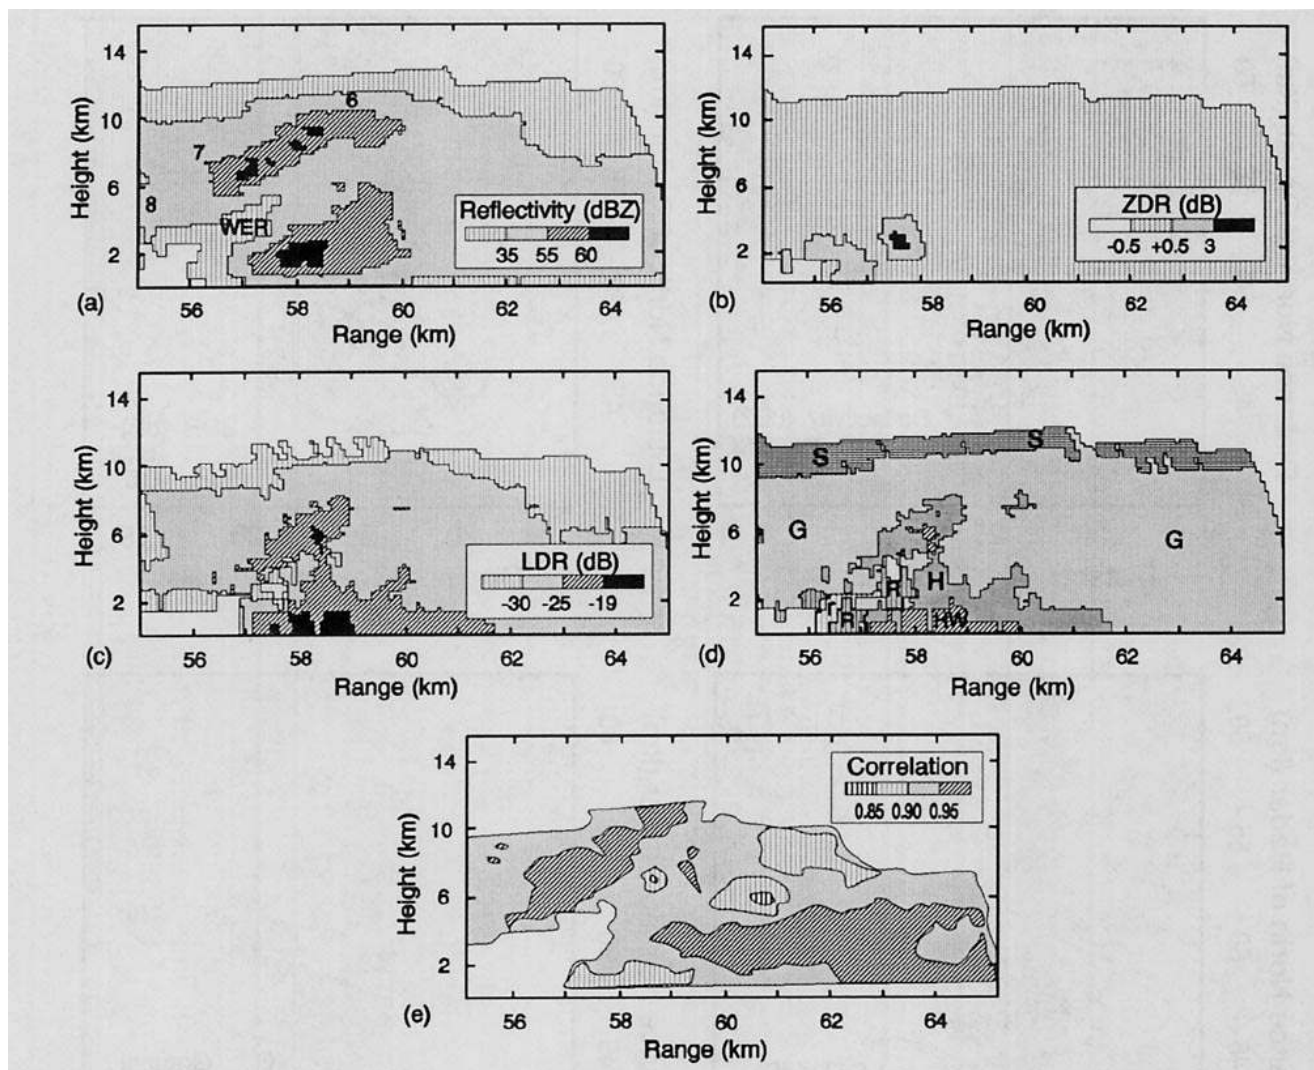 14
10
6
2
Height (km)
6
7
8
WER
Reflectivity (dBZ)
35 55 60
56 58 60 62 64
Range (km)
(a)
14
10
6
2
Height (km)
ZDR (dB)
-0.5 +0.5 3
56 58 60 62 64
Range (km)
(b)
14
10
6
2
Height (km)
LDR (dB)
-30 -25 -19
56 58 60 62 64
Range (km)
(c)
14
10
6
2
Height (km)
S
S
G
G
R
H
R
HW
56 58 60 62 64
Range (km)
(d)
14
10
6
2
Height (km)
Correlation
0.85 0.90 0.95
56 58 60 62 64
Range (km)
(e)